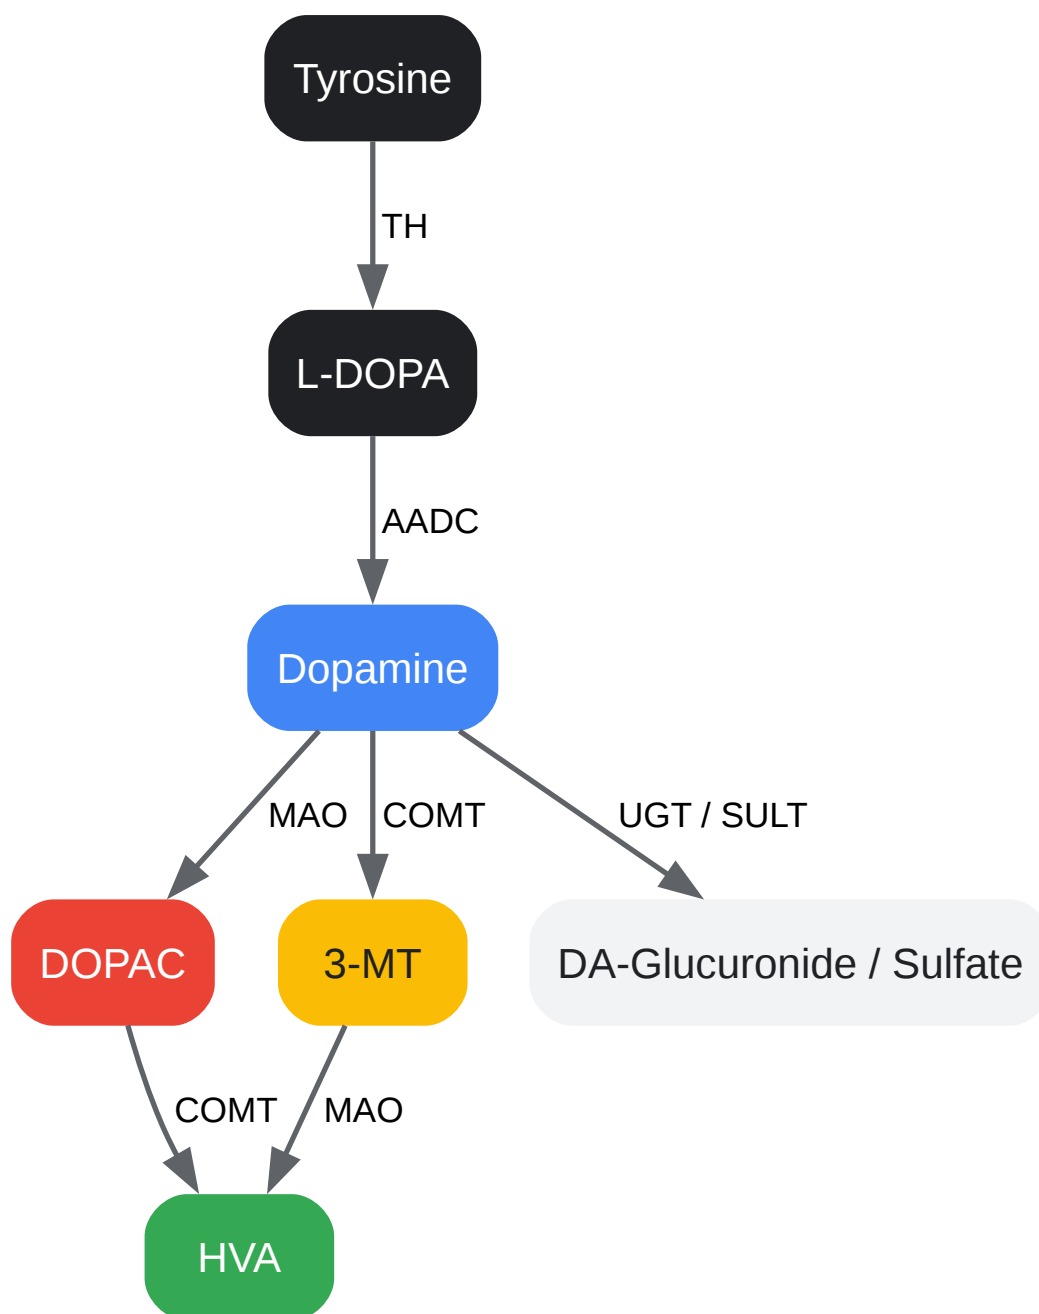 Tyrosine
TH
L-DOPA
AADC
Dopamine
MAO
COMT
UGT / SULT
DOPAC
3-MT
DA-Glucuronide / Sulfate
COMT
MAO
HVA